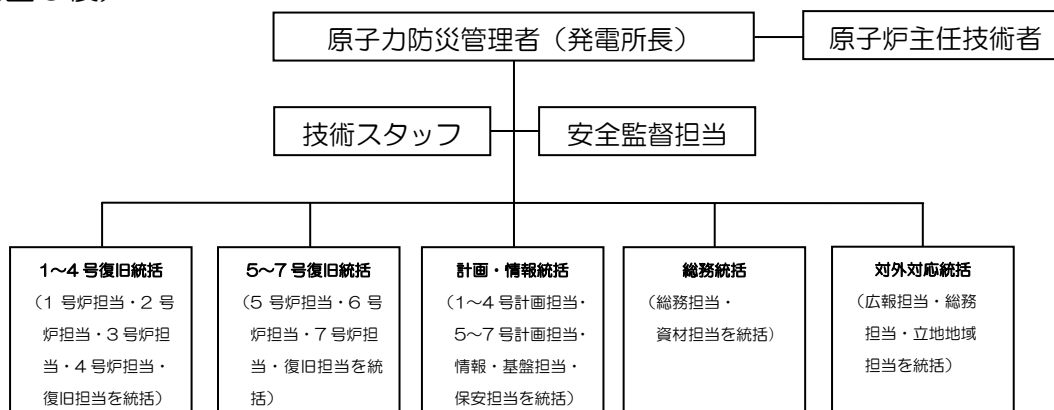 原子力防災管理者（発電所長）
原子炉主任技術者
技術スタッフ
安全監督担当
1～4号復旧統括
（1号炉担当・2号
炉担当・3号炉担
当・4号炉担当・
復旧担当を統括）
5～7号復旧統括
（5号炉担当・6号
炉担当・7号炉担
当・復旧担当を統
括）
計画・情報統括
（1～4号計画担当・
5～7号計画担当・
情報・基盤担当・
保安担当を統括）
総務統括
（総務担当・
資材担当を統括）
対外対応統括
（広報担当・総務
担当・立地地域
担当を統括）